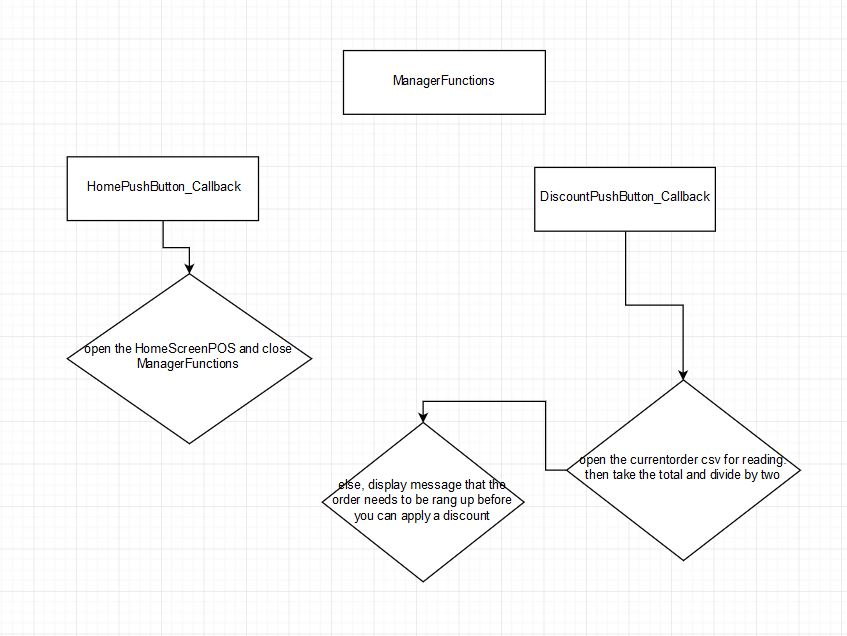 ManagerFunctions
HomePushButton_Callback
DiscountPushButton_Callback
open the HomeScreenPOS and close
ManagerFunctions
open the currentorder csv for reading.
then take the total and divide by two
else, display message that the
order needs to be rang up before
you can apply a discount